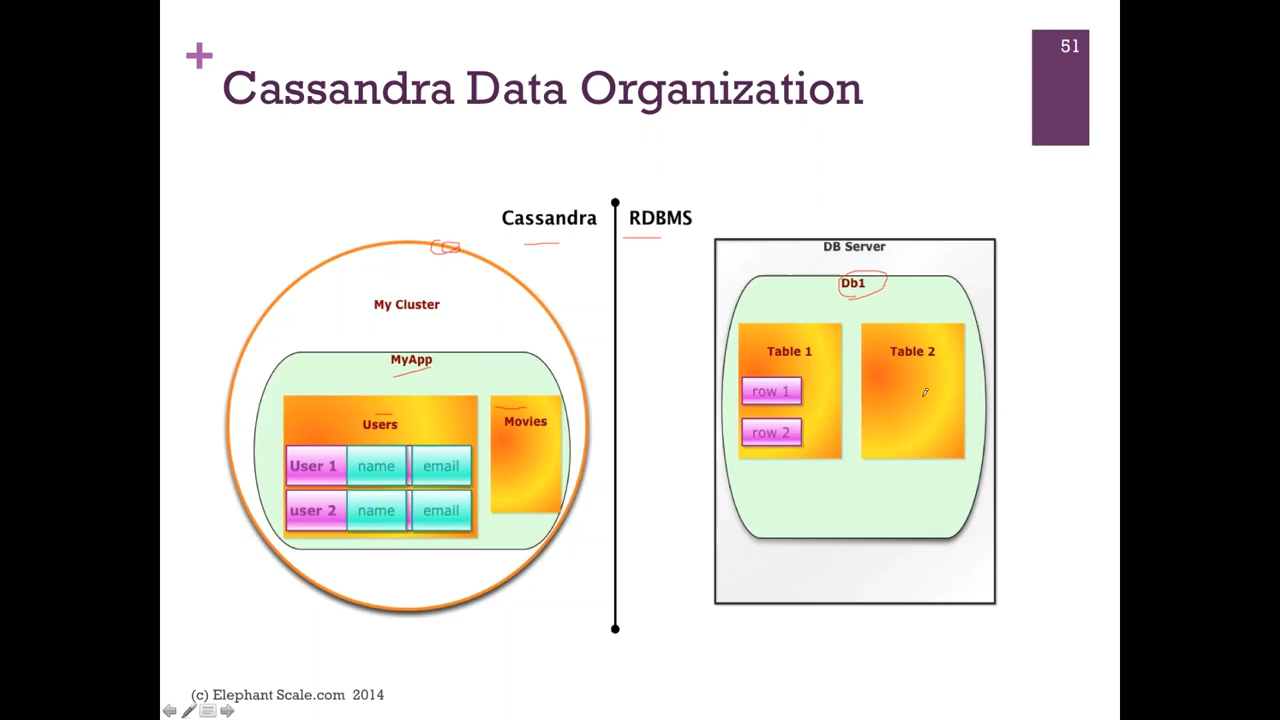 51
+
Cassandra Data Organization
Cassandra
RDBMS
My Cluster
MyApp
Users
User 1 name email
user 2 name email
Movies
DB Server
Db1
Table 1
row 1
row 2
Table 2
(c) Elephant Scale.com 2014